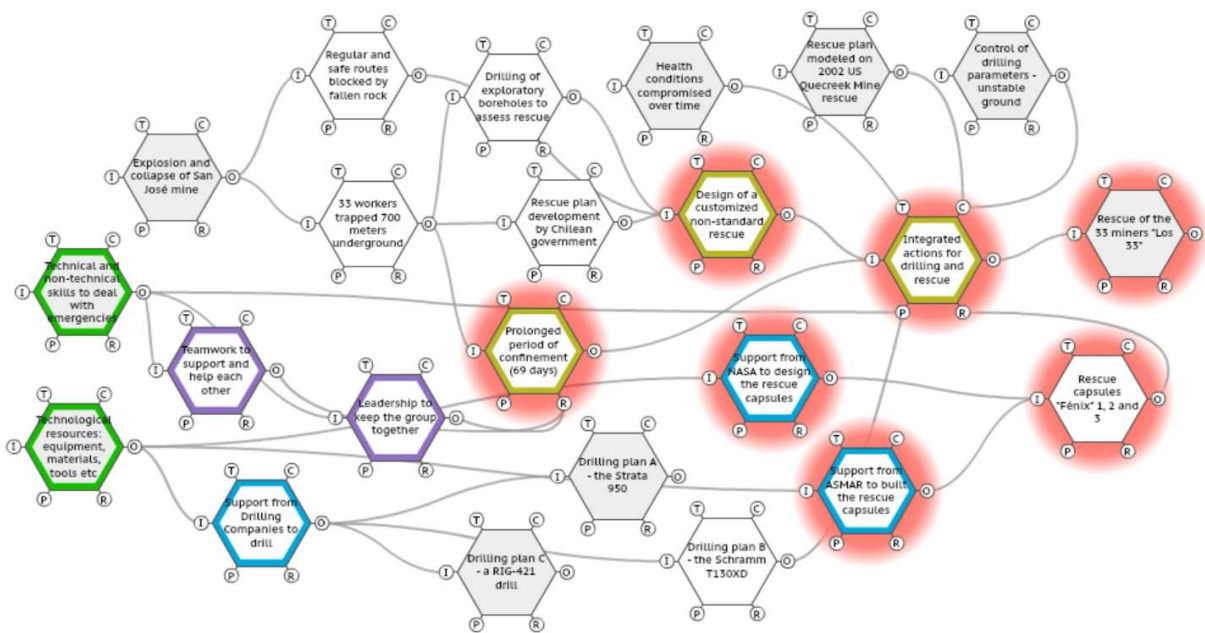 T C
Regular and
safe routes
blocked by
fallen rock
I O
P R
T C
Drilling of
exploratory
boreholes to
assess rescue
I O
P R
T C
Health
conditions
compromised
over time
I O
P R
T C
Rescue plan
modeled on
2002 US
Quecreek Mine
rescue
I O
P R
T C
Control of
drilling
parameters -
unstable
ground
I O
P R
T C
Explosion and
collapse of San
José mine
I O
P R
T C
33 workers
trapped 700
meters
underground
I O
P R
T C
Rescue plan
development
by Chilean
government
I O
P R
T C
Design of a
customized
non-standard
rescue
I O
P R
T C
Integrated
actions for
drilling and
rescue
I O
P R
T C
Rescue of the
33 miners "Los
33"
I O
P R
T C
Technical and
non-technical
skills to deal
with
emergencies
I O
P R
T C
Teamwork to
support and
help each
other
I O
P R
T C
Prolonged
period of
confinement
(69 days)
I O
P R
T C
Support from
NASA to design
the rescue
capsules
I O
P R
T C
Rescue
capsules
"Fénix" 1, 2 and
3
I O
P R
T C
Technological
resources:
equipment,
materials,
tools etc
I O
P R
T C
Leadership to
keep the group
together
I O
P R
T C
Drilling plan A
- the Strata
950
I O
P R
T C
Support from
ASMAR to built
the rescue
capsules
I O
P R
T C
Support from
Drilling
Companies to
drill
I O
P R
T C
Drilling plan C
- a RIG-421
drill
I O
P R
T C
Drilling plan B
- the Schramm
T130XD
I O
P R